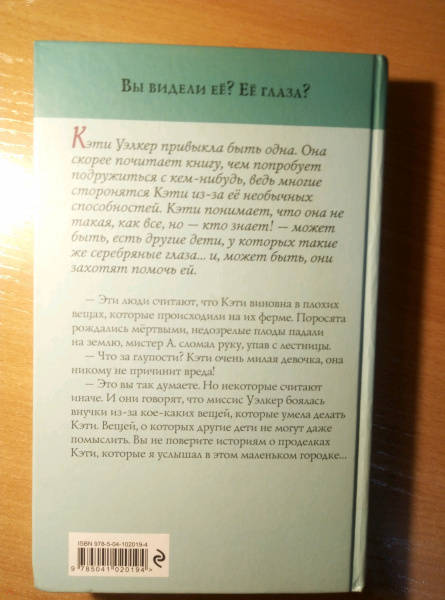 Вы видели её? Её глаза?
Кэти Уэлкер привыкла быть одна. Она
скорее почитает книгу, чем попробует
подружиться с кем-нибудь, ведь многие
сторонятся Кэти из-за её необычных
способностей. Кэти понимает, что она не
такая, как все, но — кто знает! — может
быть, есть другие дети, у которых такие
же серебряные глаза... и, может быть, они
захотят помочь ей.
— Эти люди считают, что Кэти виновна в плохих
вещах, которые происходили на их ферме. Поросята
рождались мёртвыми, недозрелые плоды падали
на землю, мистер А. сломал руку, упав с лестницы.
— Что за глупости? Кэти очень милая девочка, она
никому не причинит вреда!
— Это вы так думаете. Но некоторые считают
иначе. И они говорят, что миссис Уэлкер боялась
внучки из-за кое-каких вещей, которые умела делать
Кэти. Вещей, о которых другие дети не могут даже
помыслить. Вы не поверите историям о проделках
Кэти, которые я услышал в этом маленьком городке...
ISBN 978-5-04-102019-4
9785041020194 >